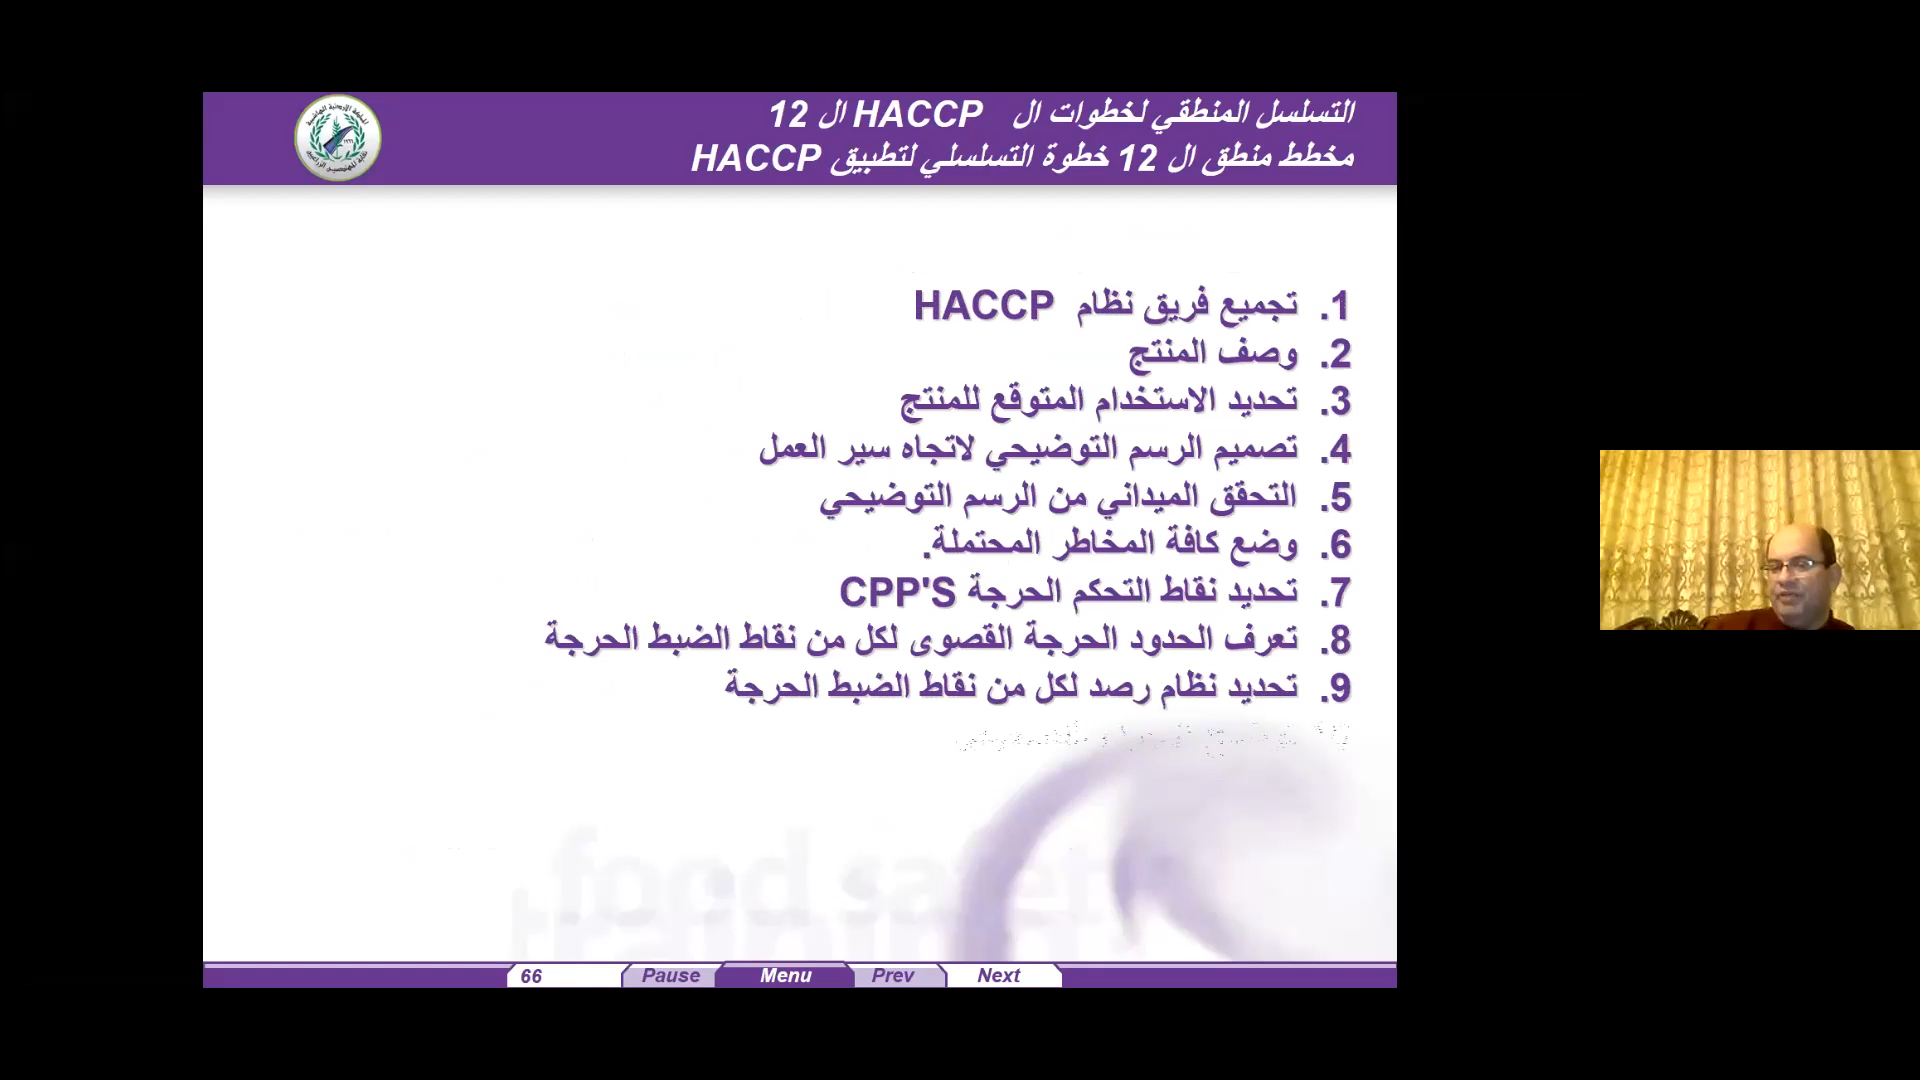 التسلسل المنطقي لخطوات ال HACCP ال 12
مخطط منطق ال 12 خطوة التسلسلي لتطبيق HACCP
1. تجميع فريق نظام HACCP
2. وصف المنتج
3. تحديد الاستخدام المتوقع للمنتج
4. تصميم الرسم التوضيحي لاتجاه سير العمل
5. التحقق الميداني من الرسم التوضيحي
6. وضع كافة المخاطر المحتملة.
7. تحديد نقاط التحكم الحرجة CPP'S
8. تعرف الحدود الحرجة القصوى لكل من نقاط الضبط الحرجة
9. تحديد نظام رصد لكل من نقاط الضبط الحرجة
food safety
training
66 Pause Menu Prev Next